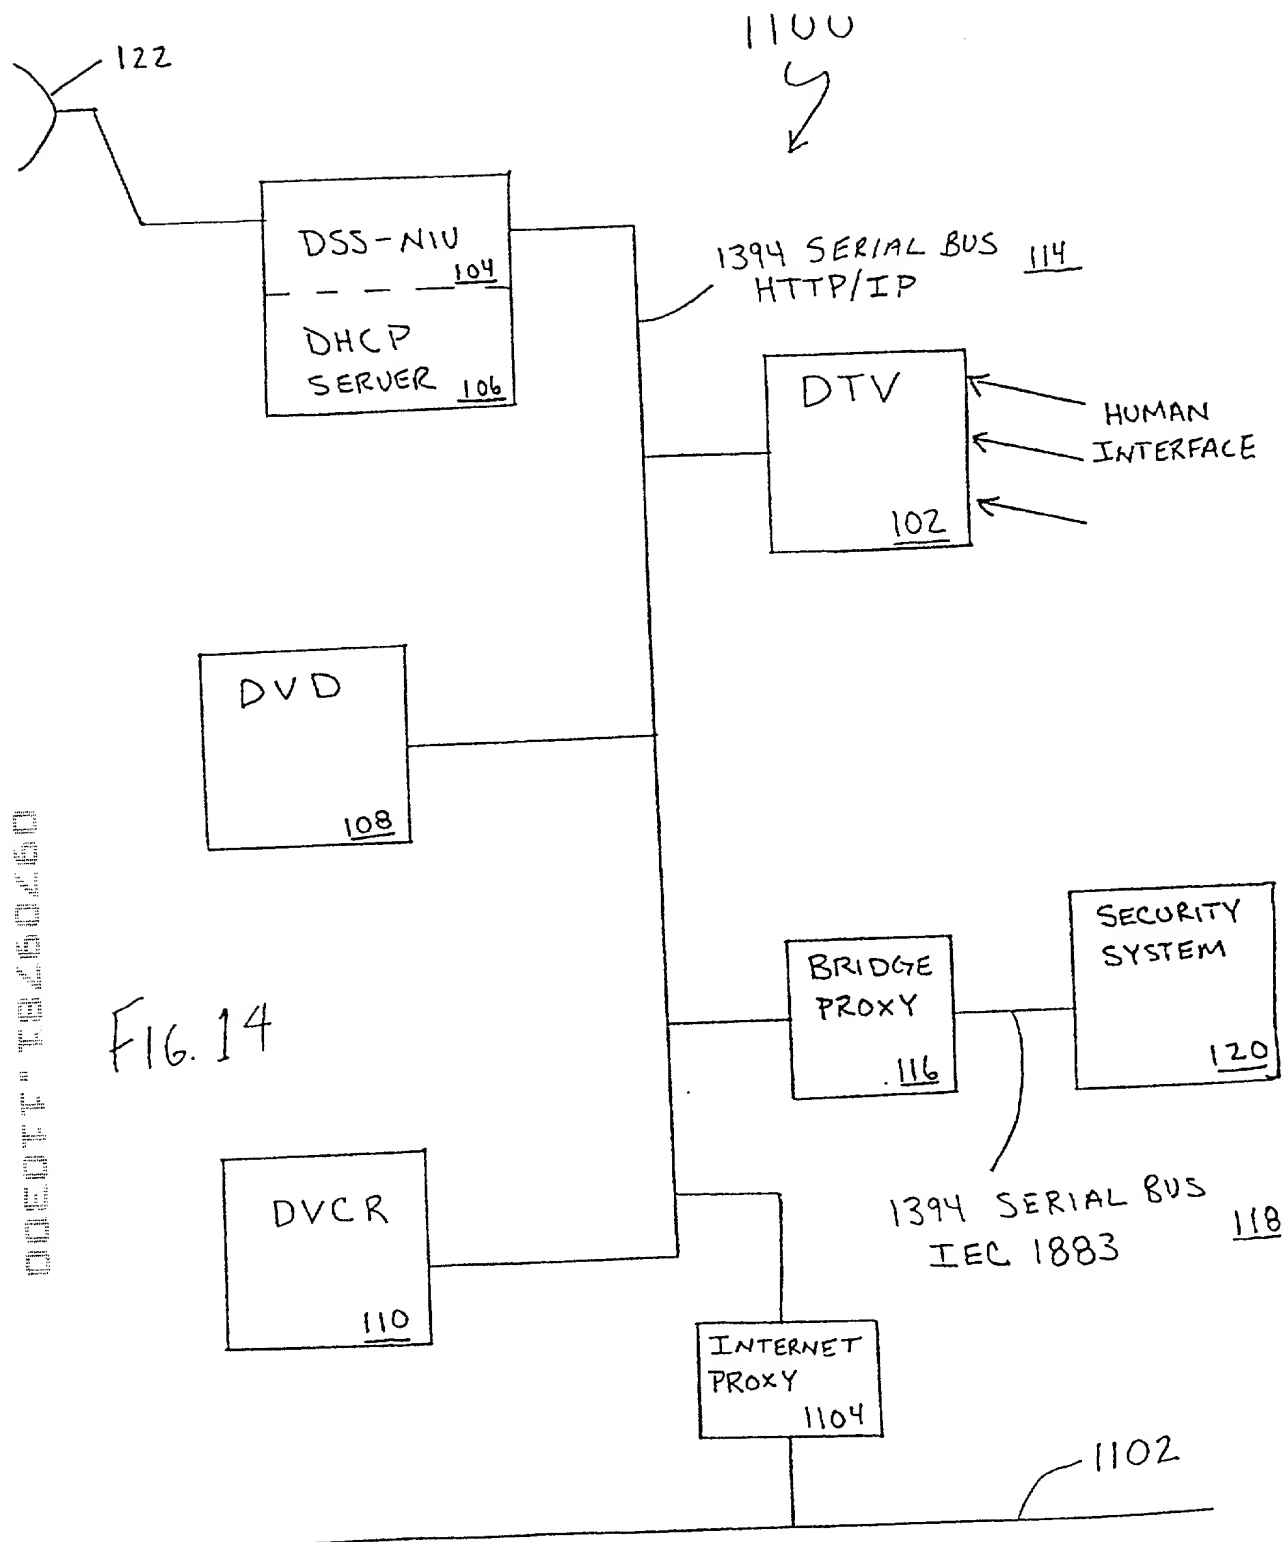 1100
122
DSS-NIU
104
DHCP
SERVER 106
1394 SERIAL BUS 114
HTTP/IP
DTV
102
HUMAN
INTERFACE
DVD
108
BRIDGE
PROXY
116
SECURITY
SYSTEM
120
FIG. 14
1394 SERIAL BUS
IEC 1883
118
DVCR
110
INTERNET
PROXY
1104
1102